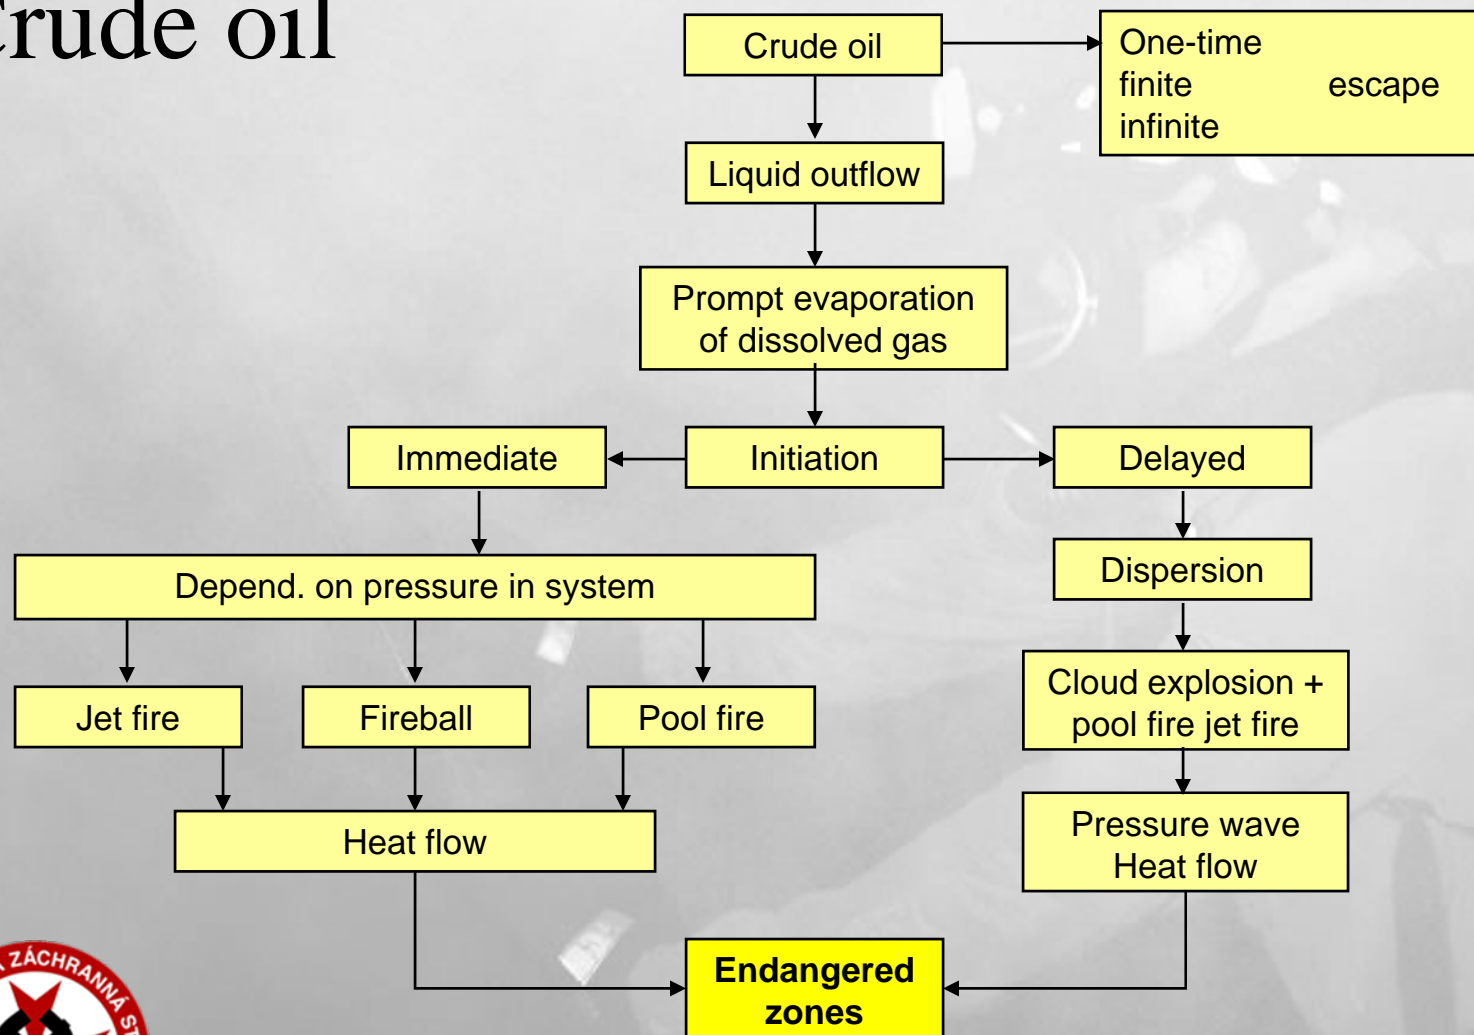 Crude oil
Crude oil
One-time
finite escape
infinite
Liquid outflow
Prompt evaporation
of dissolved gas
Immediate
Initiation
Delayed
Depend. on pressure in system
Dispersion
Jet fire
Fireball
Pool fire
Cloud explosion +
pool fire jet fire
Heat flow
Pressure wave
Heat flow
Endangered
zones
ZÁCHRANNÁ